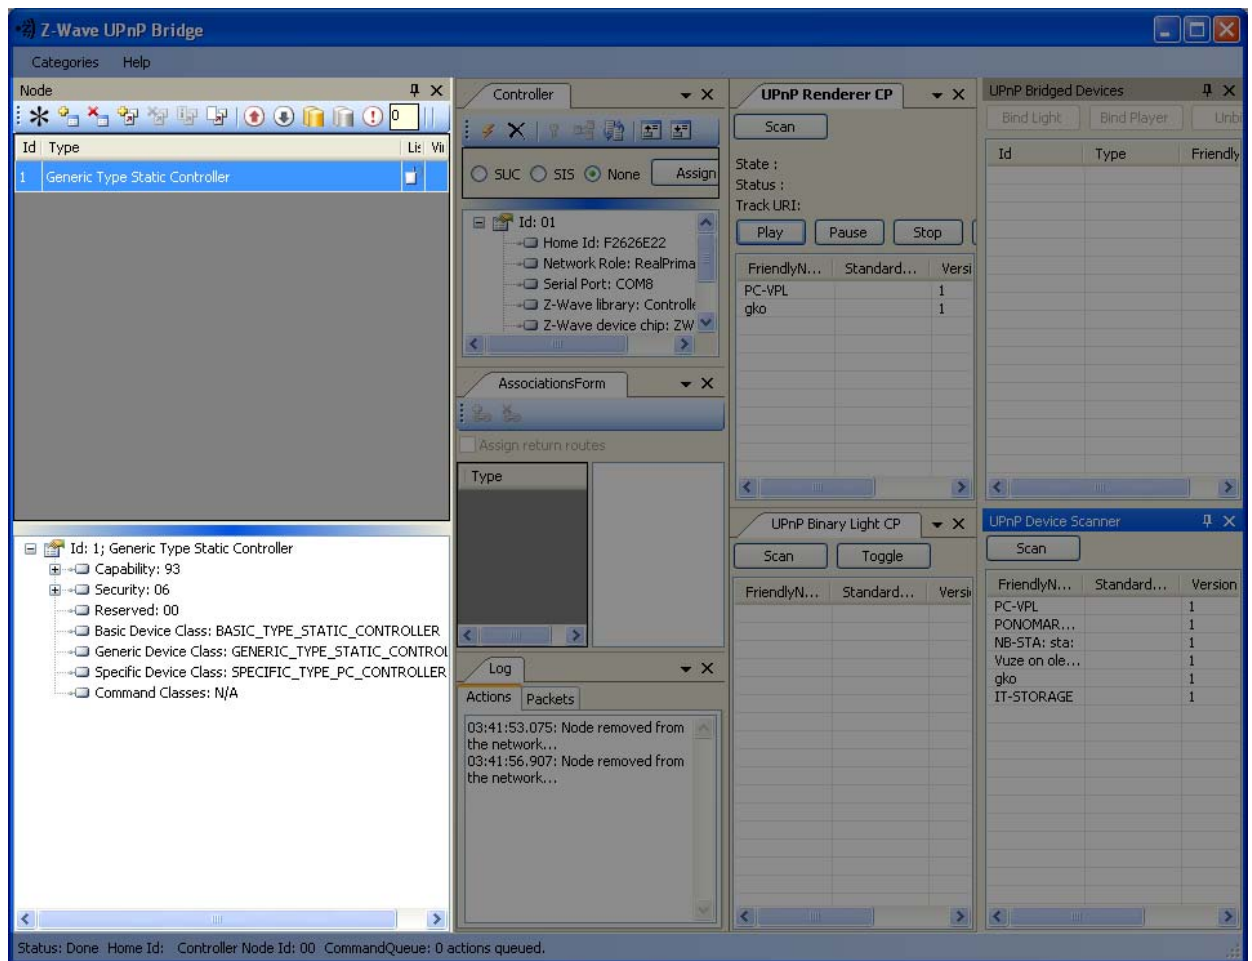 Z-Wave UPnP Bridge
Categories Help
Node
0
Id Type Lis Vir
1 Generic Type Static Controller
Id: 1; Generic Type Static Controller
Capability: 93
Security: 06
Reserved: 00
Basic Device Class: BASIC_TYPE_STATIC_CONTROLLER
Generic Device Class: GENERIC_TYPE_STATIC_CONTROL
Specific Device Class: SPECIFIC_TYPE_PC_CONTROLLER
Command Classes: N/A
Controller
SUC SIS None Assign
Id: 01
Home Id: F2626E22
Network Role: RealPrima
Serial Port: COM8
Z-Wave library: Controlle
Z-Wave device chip: ZW
AssociationsForm
Assign return routes
Type
Log
Actions Packets
03:41:53.075: Node removed from
the network...
03:41:56.907: Node removed from
the network...
UPnP Renderer CP
Scan
State :
Status :
Track URI:
Play Pause Stop
FriendlyN... Standard... Versi
PC-VPL 1
gko 1
UPnP Binary Light CP
Scan Toggle
FriendlyN... Standard... Versi
UPnP Bridged Devices
Bind Light Bind Player Unbi
Id Type Friendly
UPnP Device Scanner
Scan
FriendlyN... Standard... Version
PC-VPL 1
PONOMAR... 1
NB-STA: sta: 1
Vuze on ole... 1
gko 1
IT-STORAGE 1
Status: Done Home Id: Controller Node Id: 00 CommandQueue: 0 actions queued.